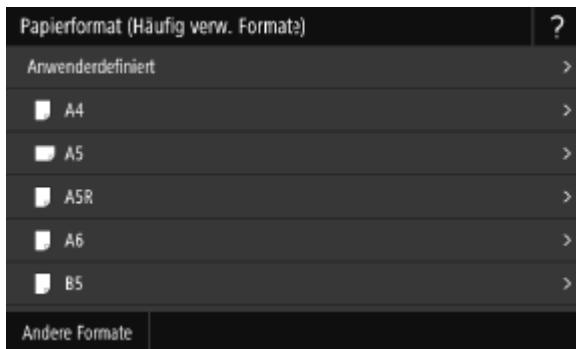 Papierformat (Häufig verw. Formate)
?
Anwenderdefiniert
>
A4
>
A5
>
A5R
>
A6
>
B5
>
Andere Formate